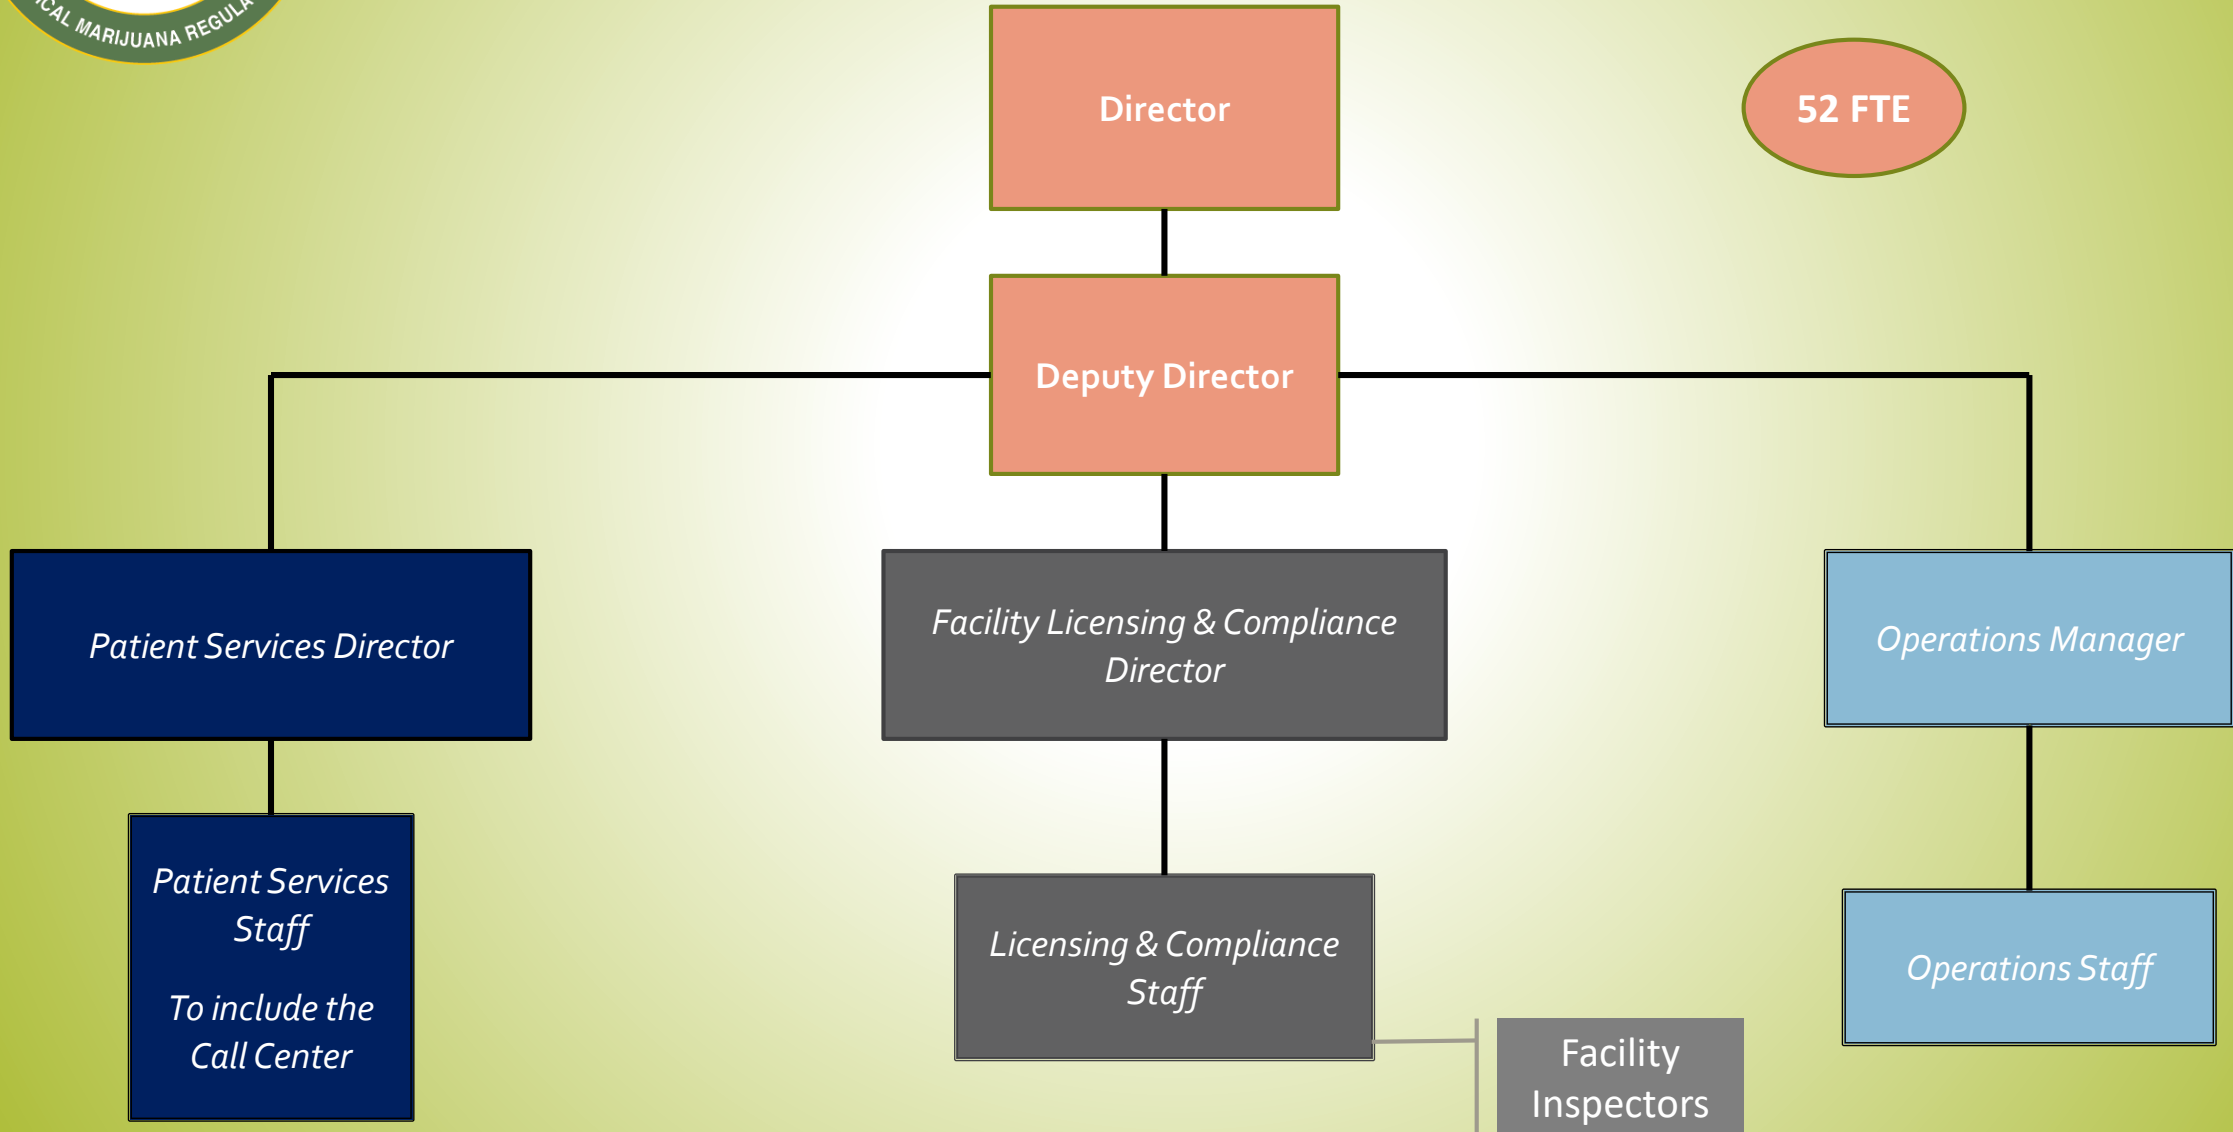 MARIJUANA
Director
52 FTE
Deputy Director
Patient Services Director
Facility Licensing & Compliance
Director
Operations Manager
Patient Services
Staff
To include the
Call Center
Licensing & Compliance
Staff
Operations Staff
Facility
Inspectors